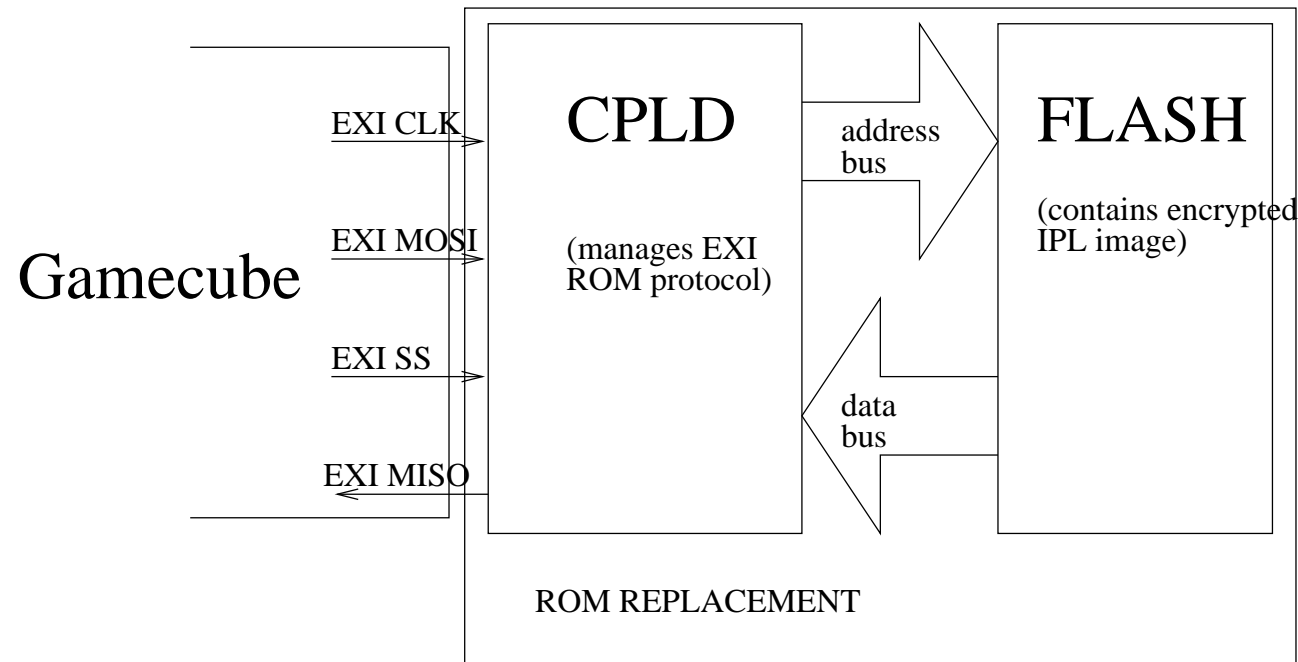 Gamecube
EXI CLK
EXI MOSI
EXI SS
EXI MISO
CPLD
(manages EXI
ROM protocol)
address
bus
data
bus
FLASH
(contains encrypted
IPL image)
ROM REPLACEMENT